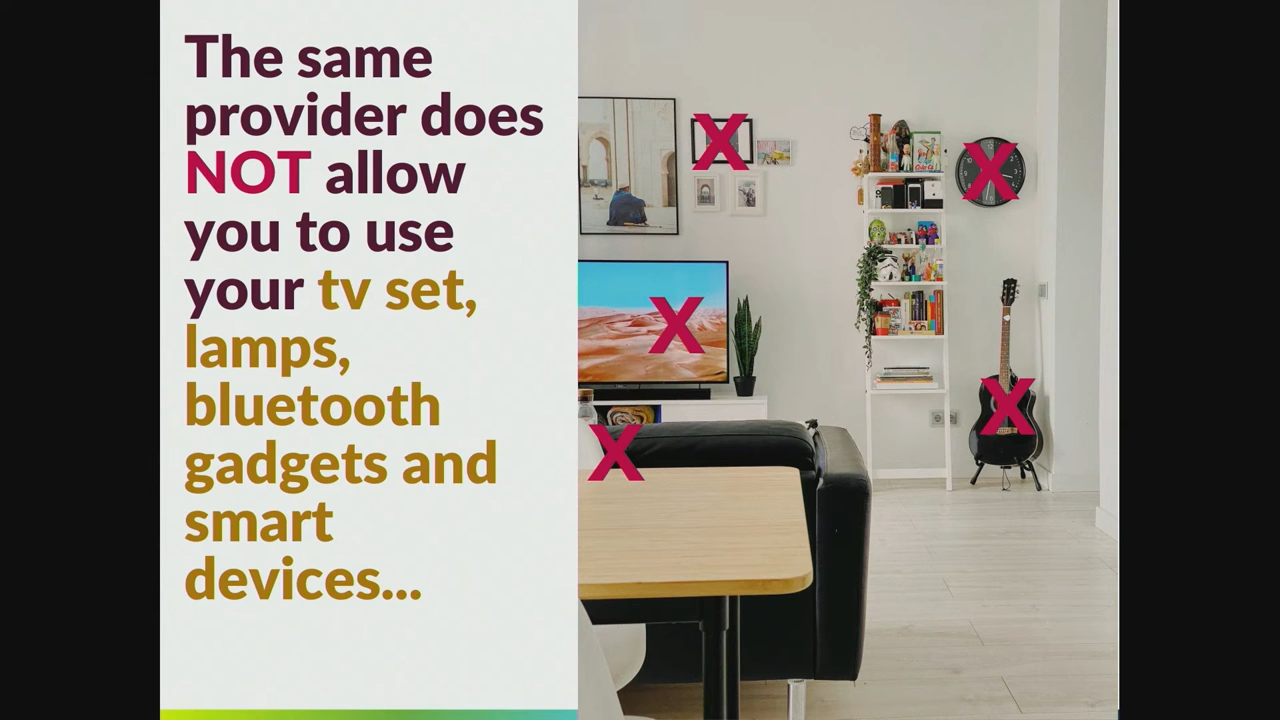 The same
provider does
NOT allow
you to use
your tv set,
lamps,
bluetooth
gadgets and
smart
devices...
X
X
X
X
X